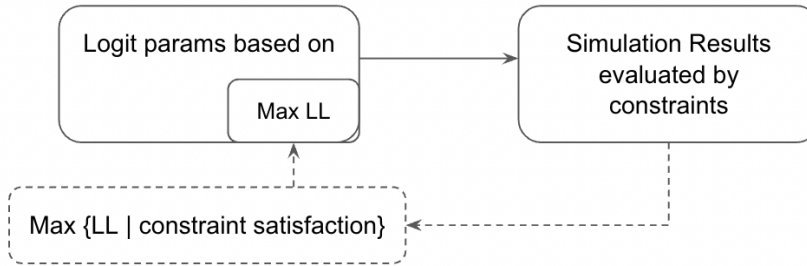 Logit params based on
Max LL
Simulation Results
evaluated by
constraints
Max {LL | constraint satisfaction}